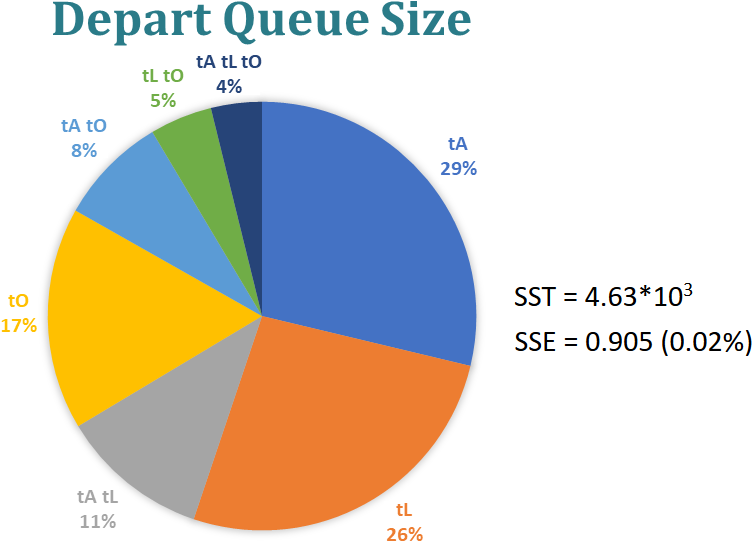 Depart Queue Size
tA tL tO
4%
tL tO
5%
tA tO
8%
tA
29%
tO
17%
SST = 4.63*10³
SSE = 0.905 (0.02%)
tA tL
11%
tL
26%